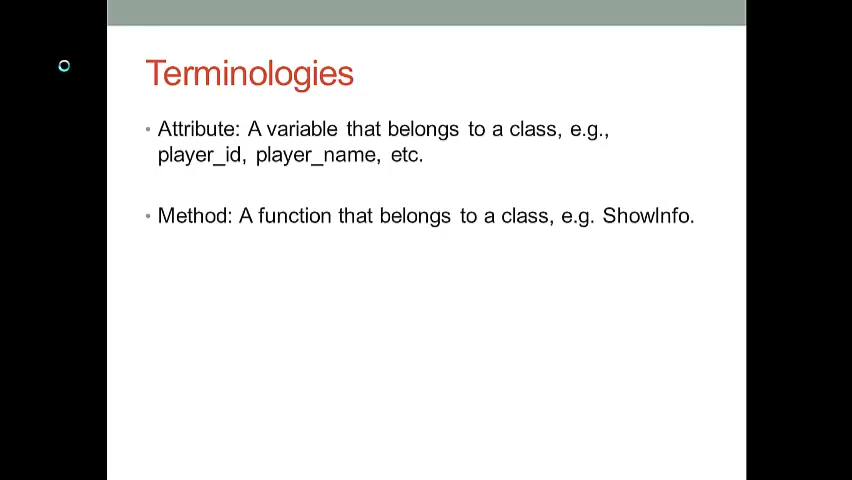 Terminologies
• Attribute: A variable that belongs to a class, e.g.,
player_id, player_name, etc.
• Method: A function that belongs to a class, e.g. ShowInfo.